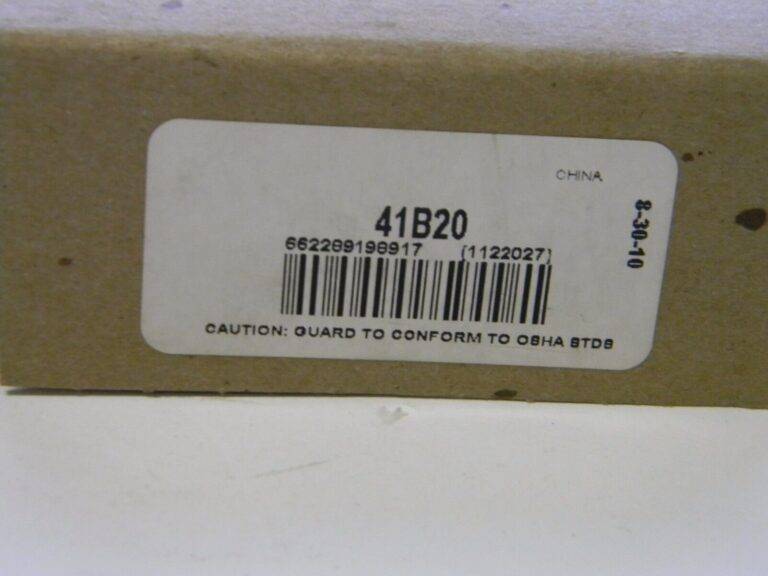 CHINA
8-30-10
41B20
662289198917 (1122027)
CAUTION: GUARD TO CONFORM TO OSHA STDS